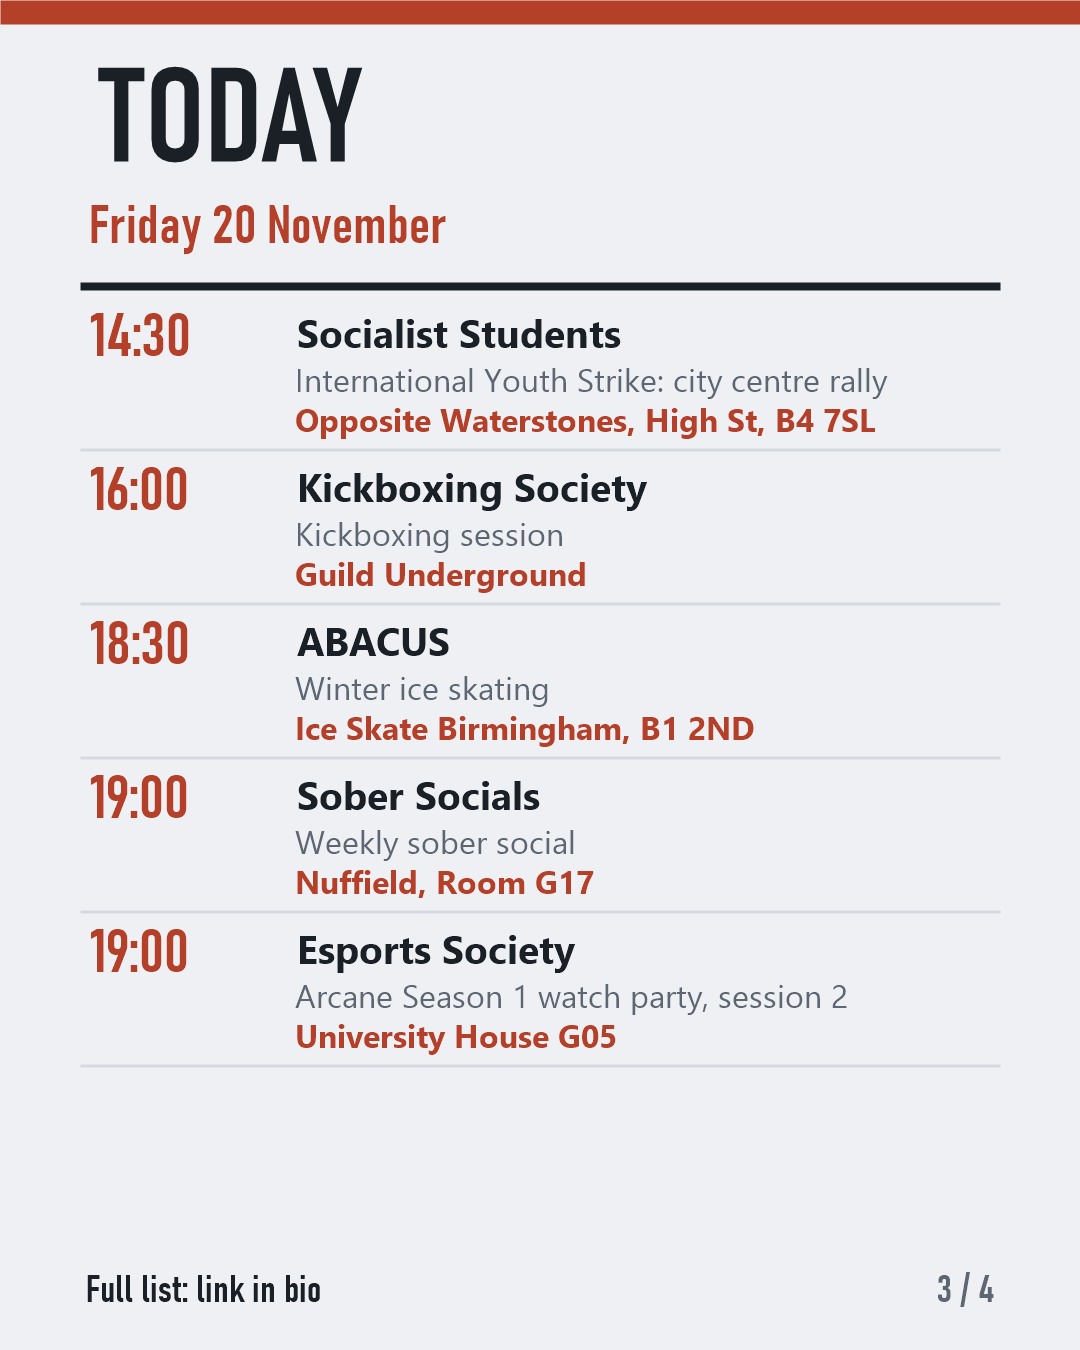 TODAY
Friday 20 November
14:30
Socialist Students
International Youth Strike: city centre rally
Opposite Waterstones, High St, B4 7SL
16:00
Kickboxing Society
Kickboxing session
Guild Underground
18:30
ABACUS
Winter ice skating
Ice Skate Birmingham, B1 2ND
19:00
Sober Socials
Weekly sober social
Nuffield, Room G17
19:00
Esports Society
Arcane Season 1 watch party, session 2
University House G05
Full list: link in bio
3 / 4